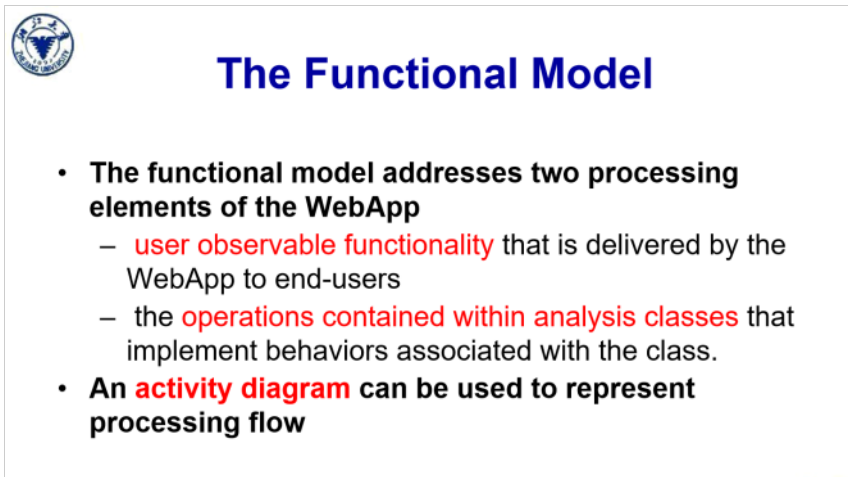 The Functional Model
• The functional model addresses two processing
elements of the WebApp
– user observable functionality that is delivered by the
WebApp to end-users
– the operations contained within analysis classes that
implement behaviors associated with the class.
• An activity diagram can be used to represent
processing flow